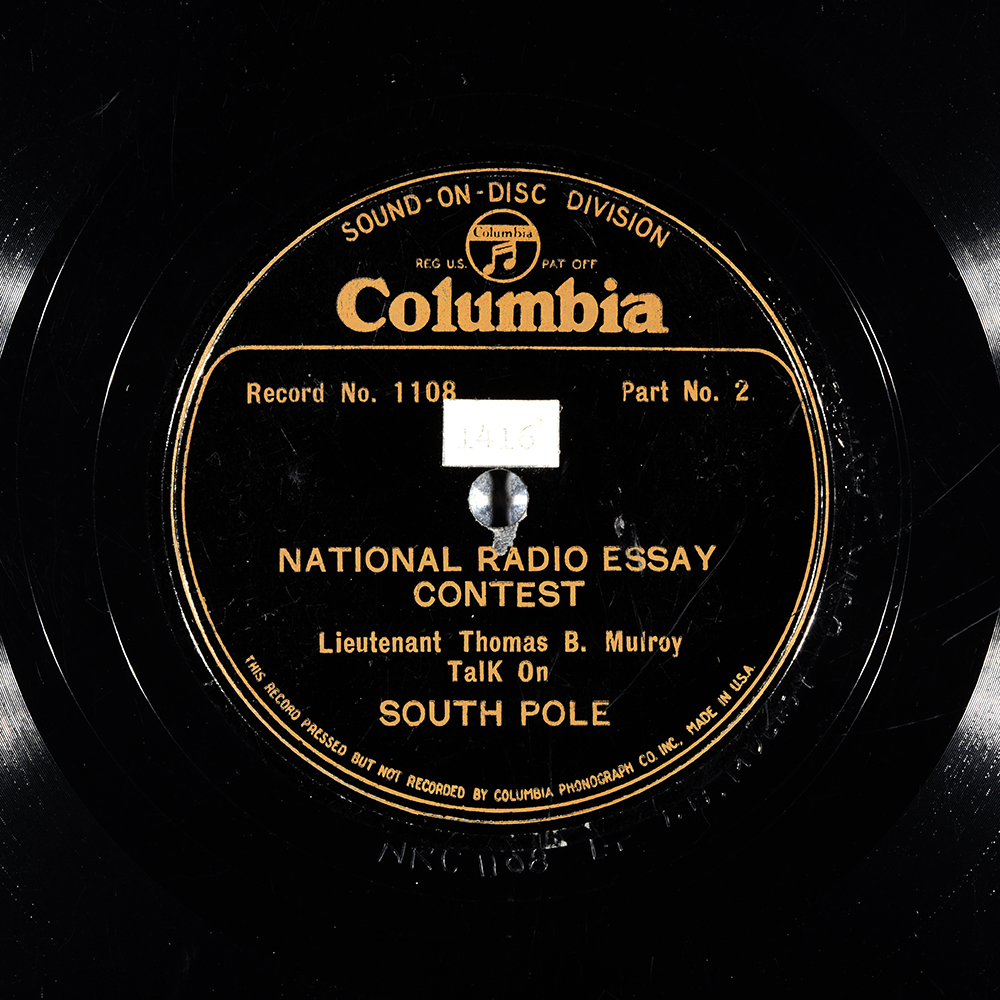 SOUND-ON-DISC DIVISION
Columbia
REG U.S. PAT OFF
Columbia
Record No. 1108 Part No. 2
1416
NATIONAL RADIO ESSAY
CONTEST
Lieutenant Thomas B. Mulroy
Talk On
SOUTH POLE
THIS RECORD PRESSED BUT NOT RECORDED BY COLUMBIA PHONOGRAPH CO. INC., MADE IN U.S.A.
NRC 1108